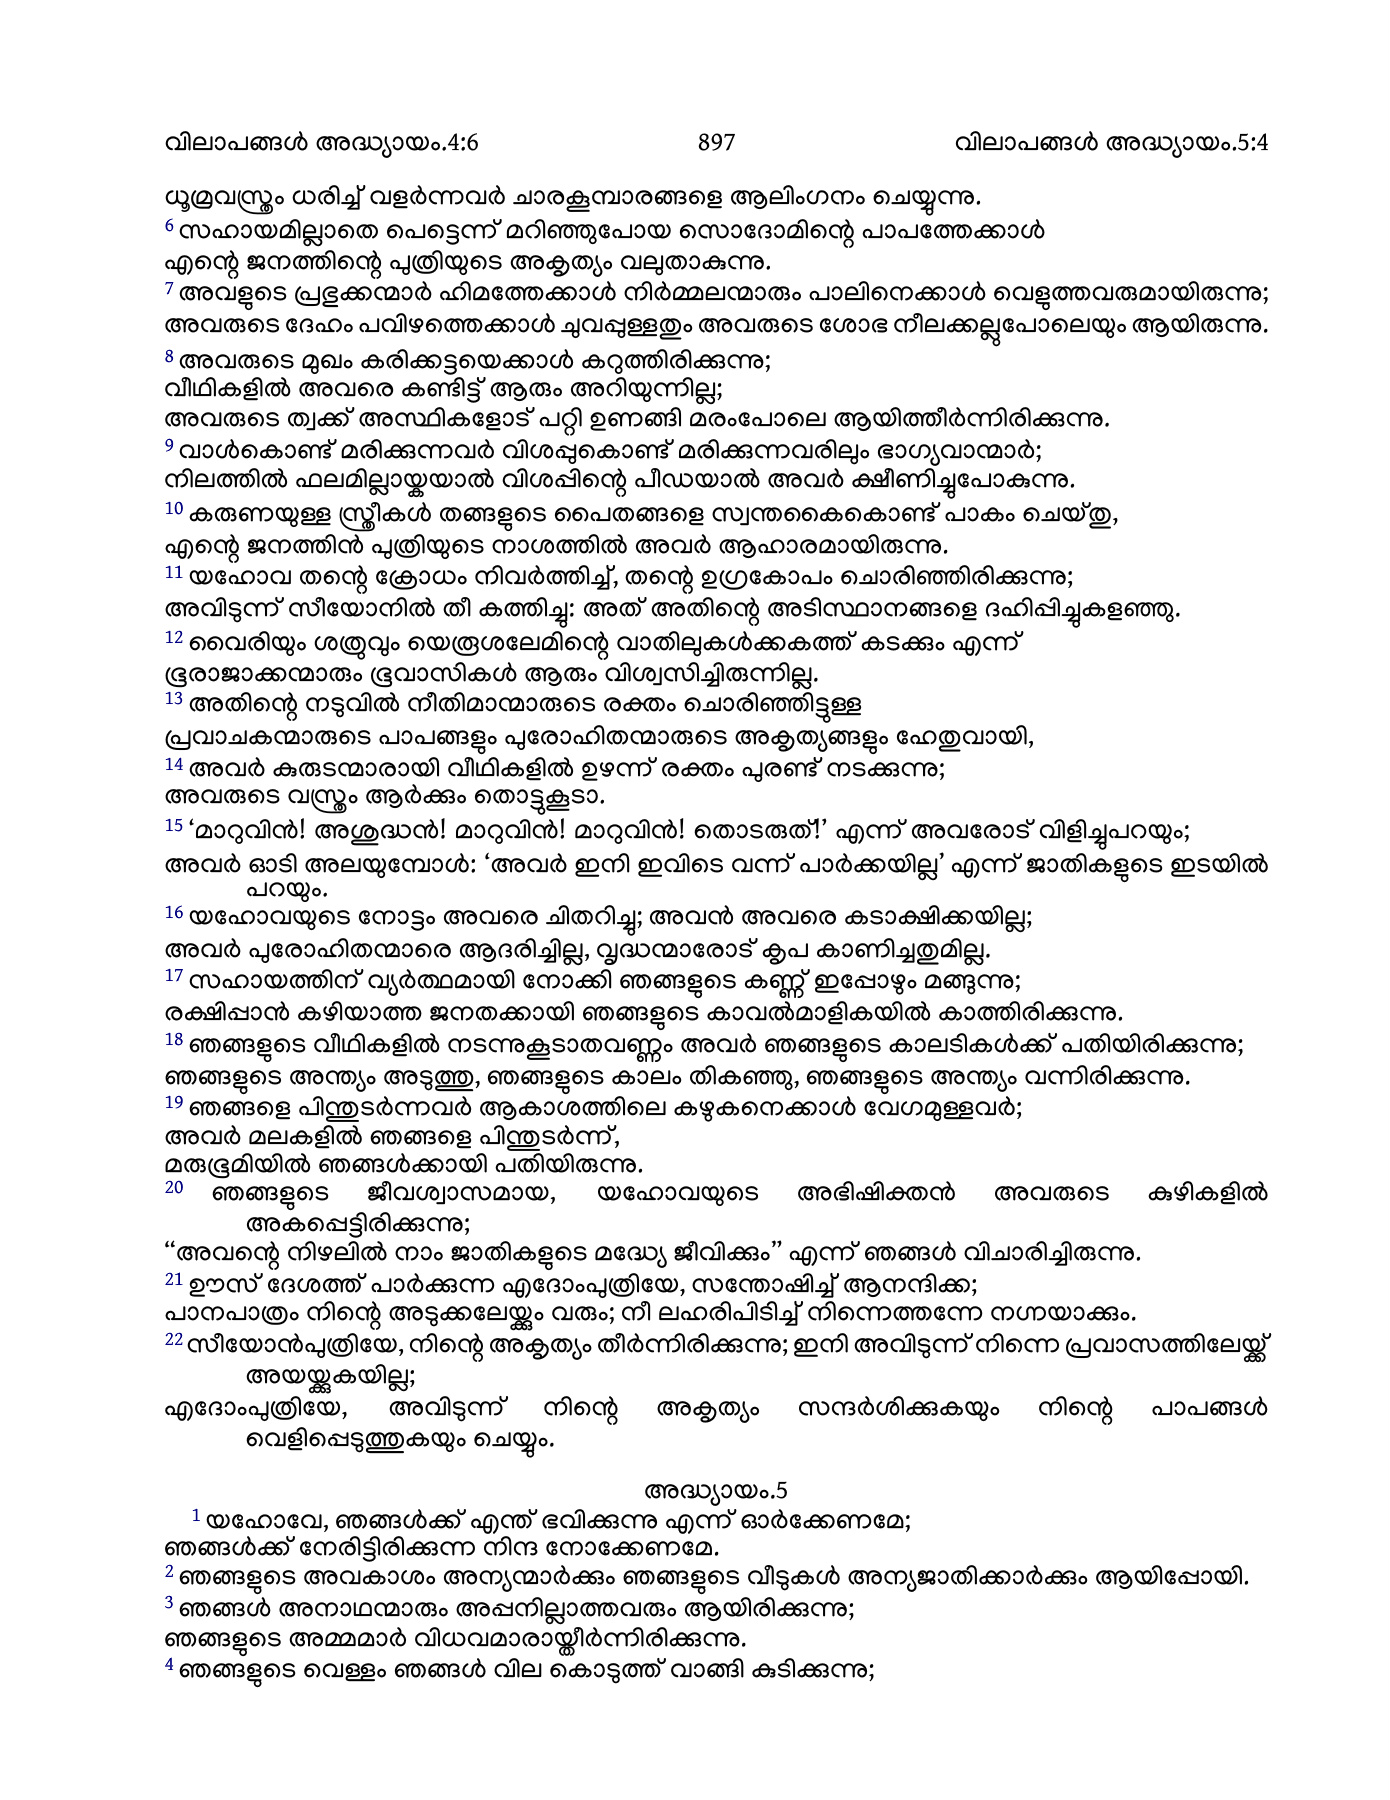 വിലാപങ്ങൾ അദ്ധ്യായം.4:6 897 വിലാപങ്ങൾ അദ്ധ്യായം.5:4
ധൂമ്രവസ്ത്രം ധരിച്ച് വളർന്നവർ ചാരകൂമ്പാരങ്ങളെ ആലിംഗനം ചെയ്യുന്നു.
6 സഹായമില്ലാതെ പെട്ടെന്ന് മറിഞ്ഞുപോയ സൊദോമിന്റെ പാപത്തേക്കാൾ
എന്റെ ജനത്തിന്റെ പുത്രിയുടെ അകൃത്യം വലുതാകുന്നു.
7 അവളുടെ പ്രഭുക്കന്മാർ ഹിമത്തേക്കാൾ നിർമ്മലന്മാരും പാലിനെക്കാൾ വെളുത്തവരുമായിരുന്നു;
അവരുടെ ദേഹം പവിഴത്തെക്കാൾ ചുവപ്പുള്ളതും അവരുടെ ശോഭ നീലക്കല്ലുപോലെയും ആയിരുന്നു.
8 അവരുടെ മുഖം കരിക്കട്ടയെക്കാൾ കറുത്തിരിക്കുന്നു;
വീഥികളിൽ അവരെ കണ്ടിട്ട് ആരും അറിയുന്നില്ല;
അവരുടെ ത്വക്ക് അസ്ഥികളോട് പറ്റി ഉണങ്ങി മരംപോലെ ആയിത്തീർന്നിരിക്കുന്നു.
9 വാൾകൊണ്ട് മരിക്കുന്നവർ വിശപ്പുകൊണ്ട് മരിക്കുന്നവരിലും ഭാഗ്യവാന്മാർ;
നിലത്തിൽ ഫലമില്ലായ്കയാൽ വിശപ്പിന്റെ പീഡയാൽ അവർ ക്ഷീണിച്ചുപോകുന്നു.
10 കരുണയുള്ള സ്ത്രീകൾ തങ്ങളുടെ പൈതങ്ങളെ സ്വന്തകൈകൊണ്ട് പാകം ചെയ്തു,
എന്റെ ജനത്തിൻ പുത്രിയുടെ നാശത്തിൽ അവർ ആഹാരമായിരുന്നു.
11 യഹോവ തന്റെ ക്രോധം നിവർത്തിച്ച്, തന്റെ ഉഗ്രകോപം ചൊരിഞ്ഞിരിക്കുന്നു;
അവിടുന്ന് സീയോനിൽ തീ കത്തിച്ചു: അത് അതിന്റെ അടിസ്ഥാനങ്ങളെ ദഹിപ്പിച്ചുകളഞ്ഞു.
12 വൈരിയും ശത്രുവും യെരൂശലേമിന്റെ വാതിലുകൾക്കകത്ത് കടക്കും എന്ന്
ഭൂരാജാക്കന്മാരും ഭൂവാസികൾ ആരും വിശ്വസിച്ചിരുന്നില്ല.
13 അതിന്റെ നടുവിൽ നീതിമാന്മാരുടെ രക്തം ചൊരിഞ്ഞിട്ടുള്ള
പ്രവാചകന്മാരുടെ പാപങ്ങളും പുരോഹിതന്മാരുടെ അകൃത്യങ്ങളും ഹേതുവായി,
14 അവർ കുരുടന്മാരായി വീഥികളിൽ ഉഴന്ന് രക്തം പുരണ്ട് നടക്കുന്നു;
അവരുടെ വസ്ത്രം ആർക്കും തൊട്ടുകൂടാ.
15 ‘മാറുവിൻ! അശുദ്ധൻ! മാറുവിൻ! മാറുവിൻ! തൊടരുത്!’ എന്ന് അവരോട് വിളിച്ചുപറയും;
അവർ ഓടി അലയുമ്പോൾ: ‘അവർ ഇനി ഇവിടെ വന്ന് പാർക്കയില്ല’ എന്ന് ജാതികളുടെ ഇടയിൽ
പറയും.
16 യഹോവയുടെ നോട്ടം അവരെ ചിതറിച്ചു; അവൻ അവരെ കടാക്ഷിക്കയില്ല;
അവർ പുരോഹിതന്മാരെ ആദരിച്ചില്ല, വൃദ്ധന്മാരോട് കൃപ കാണിച്ചതുമില്ല.
17 സഹായത്തിന് വ്യർത്ഥമായി നോക്കി ഞങ്ങളുടെ കണ്ണ് ഇപ്പോഴും മങ്ങുന്നു;
രക്ഷിപ്പാൻ കഴിയാത്ത ജനതക്കായി ഞങ്ങളുടെ കാവൽമാളികയിൽ കാത്തിരിക്കുന്നു.
18 ഞങ്ങളുടെ വീഥികളിൽ നടന്നുകൂടാതവണ്ണം അവർ ഞങ്ങളുടെ കാലടികൾക്ക് പതിയിരിക്കുന്നു;
ഞങ്ങളുടെ അന്ത്യം അടുത്തു, ഞങ്ങളുടെ കാലം തികഞ്ഞു, ഞങ്ങളുടെ അന്ത്യം വന്നിരിക്കുന്നു.
19 ഞങ്ങളെ പിന്തുടർന്നവർ ആകാശത്തിലെ കഴുകനെക്കാൾ വേഗമുള്ളവർ;
അവർ മലകളിൽ ഞങ്ങളെ പിന്തുടർന്ന്,
മരുഭൂമിയിൽ ഞങ്ങൾക്കായി പതിയിരുന്നു.
20 ഞങ്ങളുടെ ജീവശ്വാസമായ, യഹോവയുടെ അഭിഷിക്തൻ അവരുടെ കുഴികളിൽ
അകപ്പെട്ടിരിക്കുന്നു;
“അവന്റെ നിഴലിൽ നാം ജാതികളുടെ മദ്ധ്യേ ജീവിക്കും” എന്ന് ഞങ്ങൾ വിചാരിച്ചിരുന്നു.
21 ഊസ് ദേശത്ത് പാർക്കുന്ന എദോംപുത്രിയേ, സന്തോഷിച്ച് ആനന്ദിക്ക;
പാനപാത്രം നിന്റെ അടുക്കലേയ്ക്കും വരും; നീ ലഹരിപിടിച്ച് നിന്നെത്തന്നേ നഗ്നയാക്കും.
22 സീയോൻപുത്രിയേ, നിന്റെ അകൃത്യം തീർന്നിരിക്കുന്നു; ഇനി അവിടുന്ന് നിന്നെ പ്രവാസത്തിലേയ്ക്ക്
അയയ്ക്കുകയില്ല;
എദോംപുത്രിയേ, അവിടുന്ന് നിന്റെ അകൃത്യം സന്ദർശിക്കുകയും നിന്റെ പാപങ്ങൾ
വെളിപ്പെടുത്തുകയും ചെയ്യും.
അദ്ധ്യായം.5
1 യഹോവേ, ഞങ്ങൾക്ക് എന്ത് ഭവിക്കുന്നു എന്ന് ഓർക്കേണമേ;
ഞങ്ങൾക്ക് നേരിട്ടിരിക്കുന്ന നിന്ദ നോക്കേണമേ.
2 ഞങ്ങളുടെ അവകാശം അന്യന്മാർക്കും ഞങ്ങളുടെ വീടുകൾ അന്യജാതിക്കാർക്കും ആയിപ്പോയി.
3 ഞങ്ങൾ അനാഥന്മാരും അപ്പനില്ലാത്തവരും ആയിരിക്കുന്നു;
ഞങ്ങളുടെ അമ്മമാർ വിധവമാരായ്ത്തീർന്നിരിക്കുന്നു.
4 ഞങ്ങളുടെ വെള്ളം ഞങ്ങൾ വില കൊടുത്ത് വാങ്ങി കുടിക്കുന്നു;